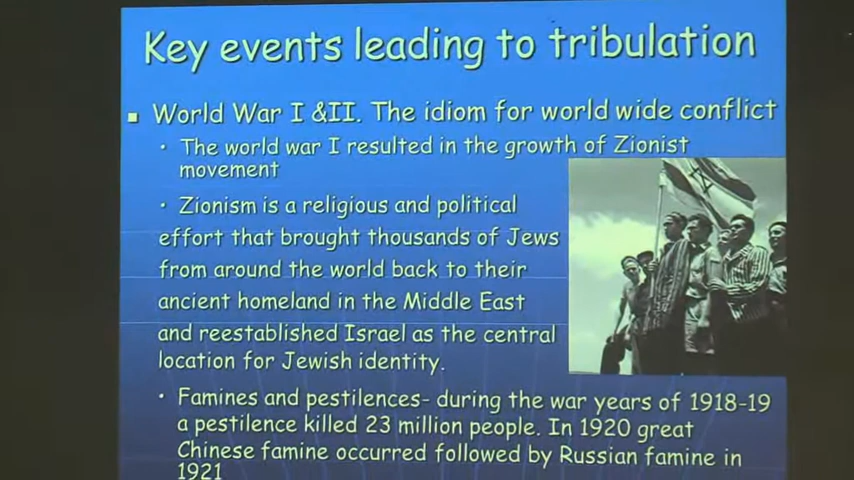 Key events leading to tribulation
World War I &II. The idiom for world wide conflict
The world war I resulted in the growth of Zionist
movement
Zionism is a religious and political
effort that brought thousands of Jews
from around the world back to their
ancient homeland in the Middle East
and reestablished Israel as the central
location for Jewish identity.
Famines and pestilences- during the war years of 1918-19
a pestilence killed 23 million people. In 1920 great
Chinese famine occurred followed by Russian famine in
1921